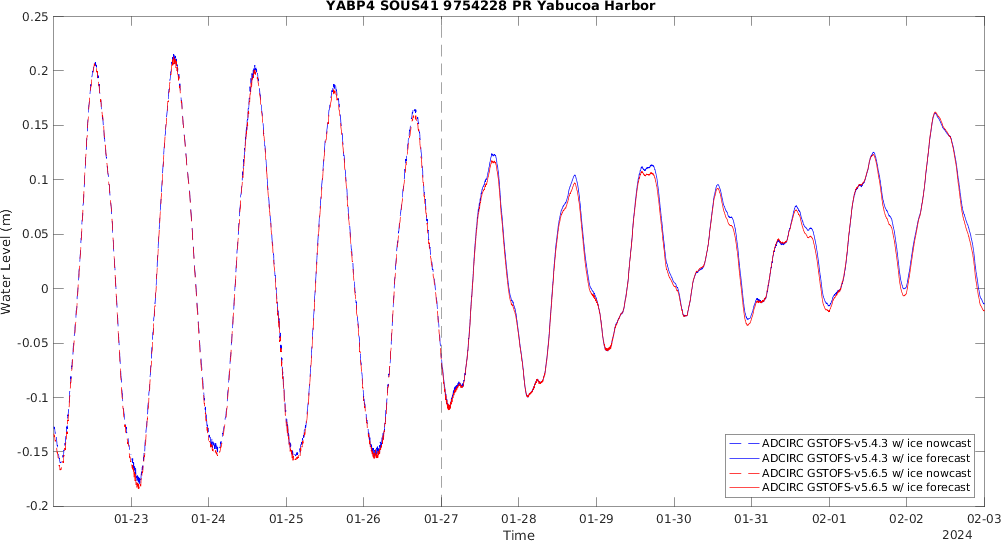 YABP4 SOUS41 9754228 PR Yabucoa Harbor
0.25
0.2
0.15
0.1
0.05
0
-0.05
-0.1
-0.15
-0.2
Water Level (m)
ADCIRC GSTOFS-v5.4.3 w/ ice nowcast
ADCIRC GSTOFS-v5.4.3 w/ ice forecast
ADCIRC GSTOFS-v5.6.5 w/ ice nowcast
ADCIRC GSTOFS-v5.6.5 w/ ice forecast
01-23 01-24 01-25 01-26 01-27 01-28 01-29 01-30 01-31 02-01 02-02 02-03
Time
2024